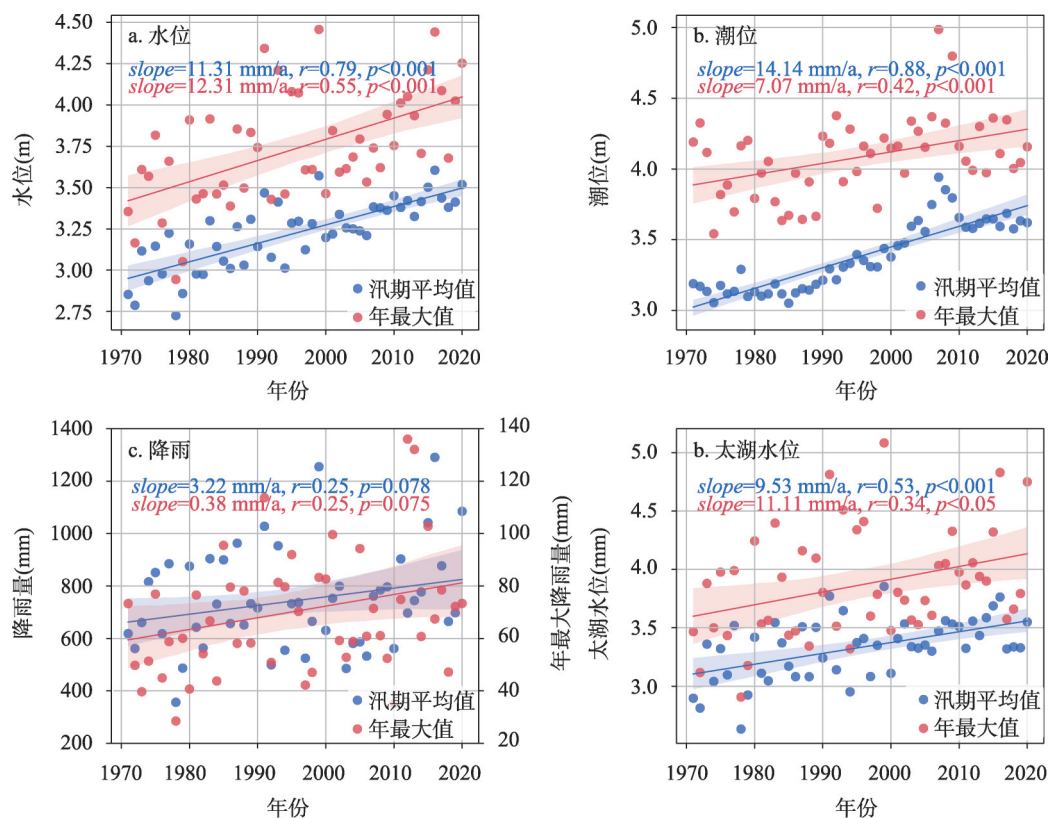 4.50
4.25
4.00
3.75
3.50
3.25
3.00
2.75
水位(m)
a. 水位
slope=11.31 mm/a, r=0.79, p<0.001
slope=12.31 mm/a, r=0.55, p<0.001
汛期平均值
年最大值
1970 1980 1990 2000 2010 2020
年份
5.0
4.5
4.0
3.5
3.0
潮位(m)
b. 潮位
slope=14.14 mm/a, r=0.88, p<0.001
slope=7.07 mm/a, r=0.42, p<0.001
汛期平均值
年最大值
1970 1980 1990 2000 2010 2020
年份
1400
1200
1000
800
600
400
200
降雨量(mm)
c. 降雨
slope=3.22 mm/a, r=0.25, p=0.078
slope=0.38 mm/a, r=0.25, p=0.075
汛期平均值
年最大值
140
120
100
80
60
40
20
年最大降雨量(mm)
1970 1980 1990 2000 2010 2020
年份
5.0
4.5
4.0
3.5
3.0
太湖水位(mm)
b. 太湖水位
slope=9.53 mm/a, r=0.53, p<0.001
slope=11.11 mm/a, r=0.34, p<0.05
汛期平均值
年最大值
1970 1980 1990 2000 2010 2020
年份